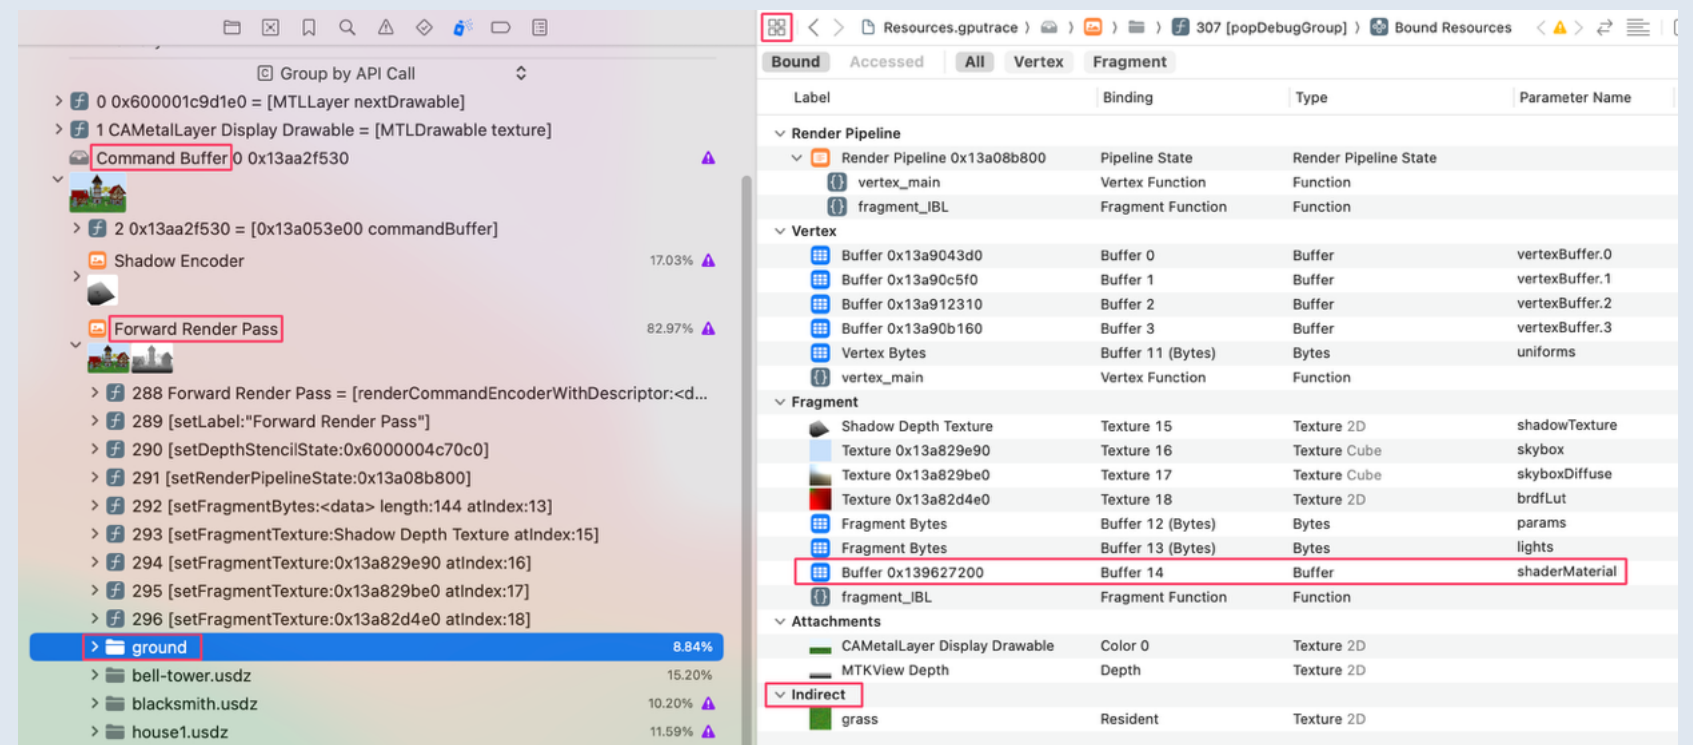 Group by API Call
0 0x600001c9d1e0 = [MTLLayer nextDrawable]
1 CAMetalLayer Display Drawable = [MTLDrawable texture]
Command Buffer 0 0x13aa2f530
2 0x13aa2f530 = [0x13a053e00 commandBuffer]
Shadow Encoder 17.03%
Forward Render Pass 82.97%
288 Forward Render Pass = [renderCommandEncoderWithDescriptor:<d...
289 [setLabel:"Forward Render Pass"]
290 [setDepthStencilState:0x6000004c70c0]
291 [setRenderPipelineState:0x13a08b800]
292 [setFragmentBytes:<data> length:144 atIndex:13]
293 [setFragmentTexture:Shadow Depth Texture atIndex:15]
294 [setFragmentTexture:0x13a829e90 atIndex:16]
295 [setFragmentTexture:0x13a829be0 atIndex:17]
296 [setFragmentTexture:0x13a82d4e0 atIndex:18]
ground 8.84%
bell-tower.usdz 15.20%
blacksmith.usdz 10.20%
house1.usdz 11.59%
Resources.gputrace 307 [popDebugGroup] Bound Resources
Bound Accessed All Vertex Fragment
Label Binding Type Parameter Name
Render Pipeline
Render Pipeline 0x13a08b800 Pipeline State Render Pipeline State
vertex_main Vertex Function Function
fragment_IBL Fragment Function Function
Vertex
Buffer 0x13a9043d0 Buffer 0 Buffer vertexBuffer.0
Buffer 0x13a90c5f0 Buffer 1 Buffer vertexBuffer.1
Buffer 0x13a912310 Buffer 2 Buffer vertexBuffer.2
Buffer 0x13a90b160 Buffer 3 Buffer vertexBuffer.3
Vertex Bytes Buffer 11 (Bytes) Bytes uniforms
vertex_main Vertex Function Function
Fragment
Shadow Depth Texture Texture 15 Texture 2D shadowTexture
Texture 0x13a829e90 Texture 16 Texture Cube skybox
Texture 0x13a829be0 Texture 17 Texture Cube skyboxDiffuse
Texture 0x13a82d4e0 Texture 18 Texture 2D brdfLut
Fragment Bytes Buffer 12 (Bytes) Bytes params
Fragment Bytes Buffer 13 (Bytes) Bytes lights
Buffer 0x139627200 Buffer 14 Buffer shaderMaterial
fragment_IBL Fragment Function Function
Attachments
CAMetalLayer Display Drawable Color 0 Texture 2D
MTKView Depth Depth Texture 2D
Indirect
grass Resident Texture 2D